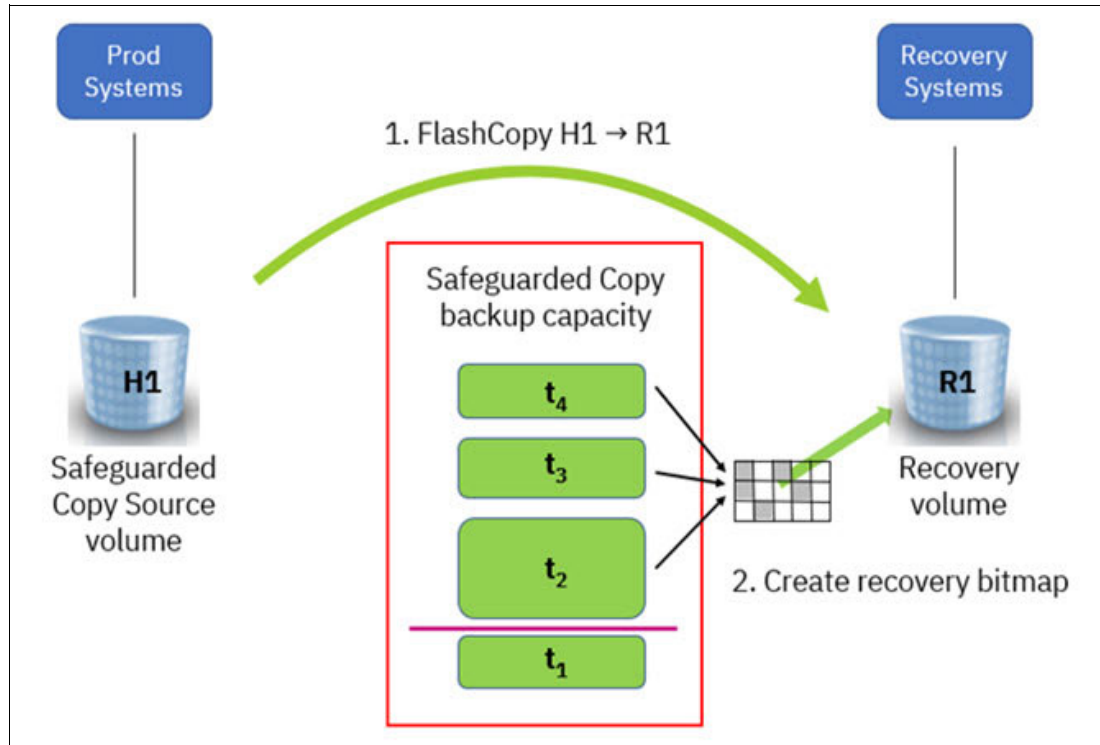 Prod
Systems
Recovery
Systems
1. FlashCopy H1 → R1
Safeguarded Copy
backup capacity
H1
Safeguarded
Copy Source
volume
t₄
t₃
t₂
t₁
R1
Recovery
volume
2. Create recovery bitmap